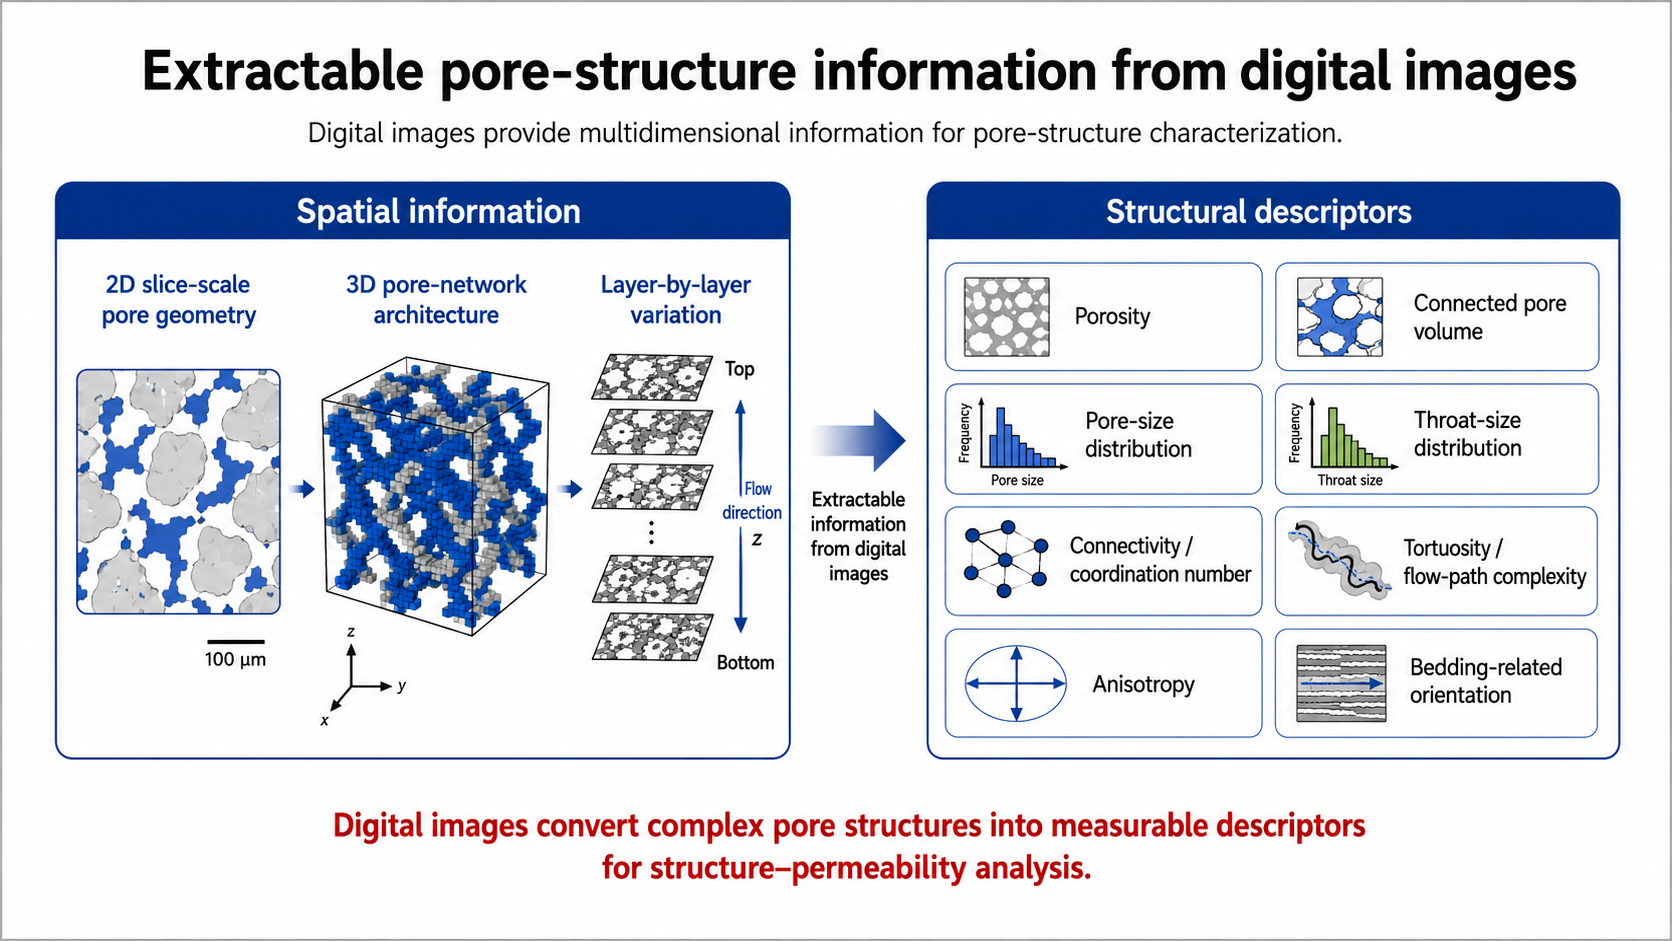 Extractable pore-structure information from digital images
Digital images provide multidimensional information for pore-structure characterization.
Spatial information
2D slice-scale
pore geometry
100 µm
3D pore-network
architecture
z
y
x
Layer-by-layer
variation
Top
Flow
direction
z
Bottom
Extractable
information
from digital
images
Structural descriptors
Porosity
Connected pore
volume
Frequency
Pore size
Pore-size
distribution
Frequency
Throat size
Throat-size
distribution
Connectivity /
coordination number
Tortuosity /
flow-path complexity
Anisotropy
Bedding-related
orientation
Digital images convert complex pore structures into measurable descriptors
for structure–permeability analysis.